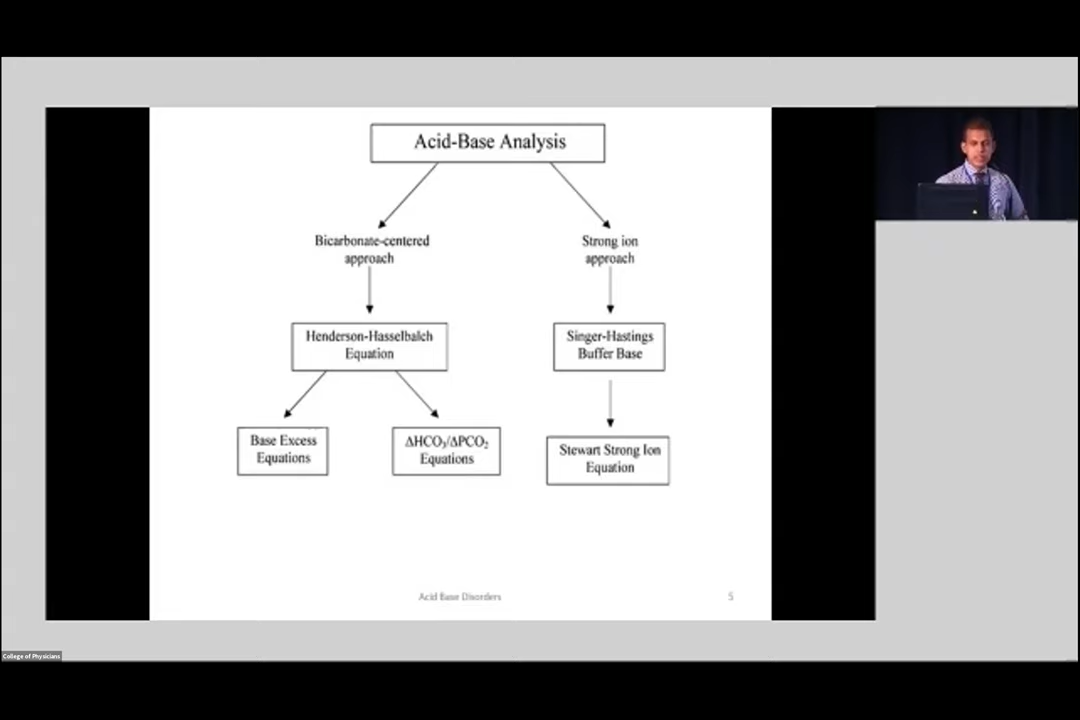 Acid-Base Analysis
Bicarbonate-centered
approach
Strong ion
approach
Henderson-Hasselbalch
Equation
Singer-Hastings
Buffer Base
Base Excess
Equations
ΔHCO₃/ΔPCO₂
Equations
Stewart Strong Ion
Equation
Acid Base Disorders
5
College of Physicians